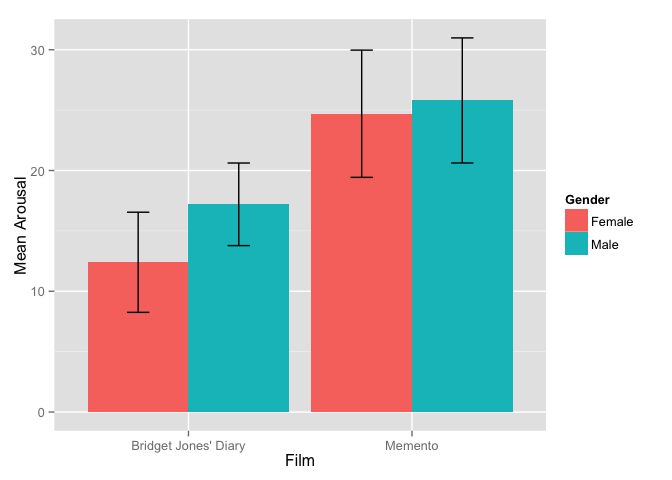 30
20
10
0
Mean Arousal
Bridget Jones' Diary
Memento
Film
Gender
Female
Male